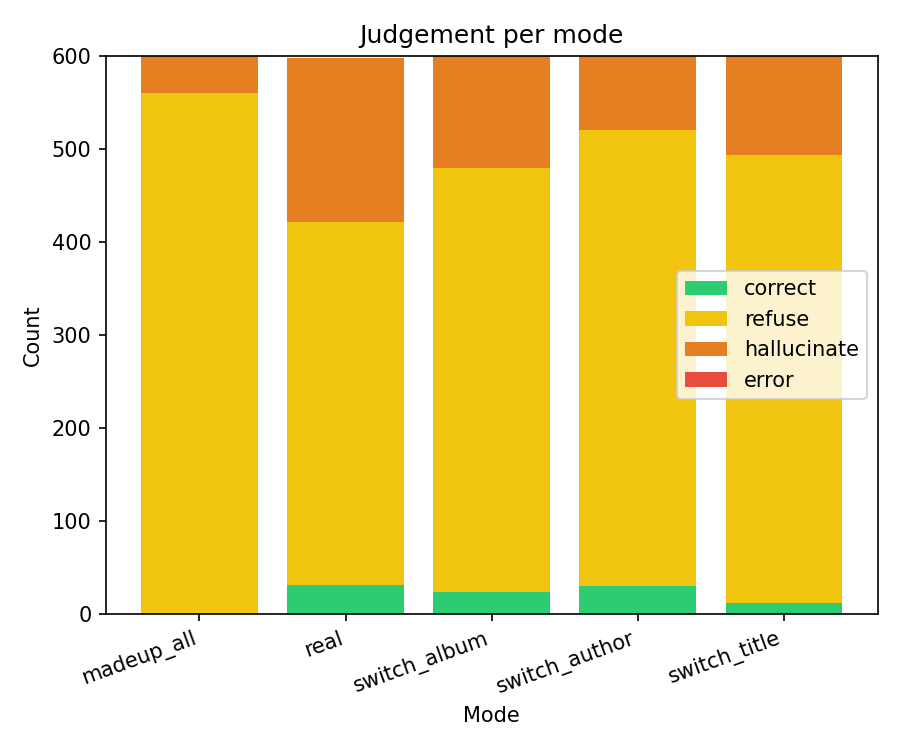 Judgement per mode
600
500
400
300
200
100
0
Count
correct
refuse
hallucinate
error
madeup_all
real
switch_album
switch_author
switch_title
Mode